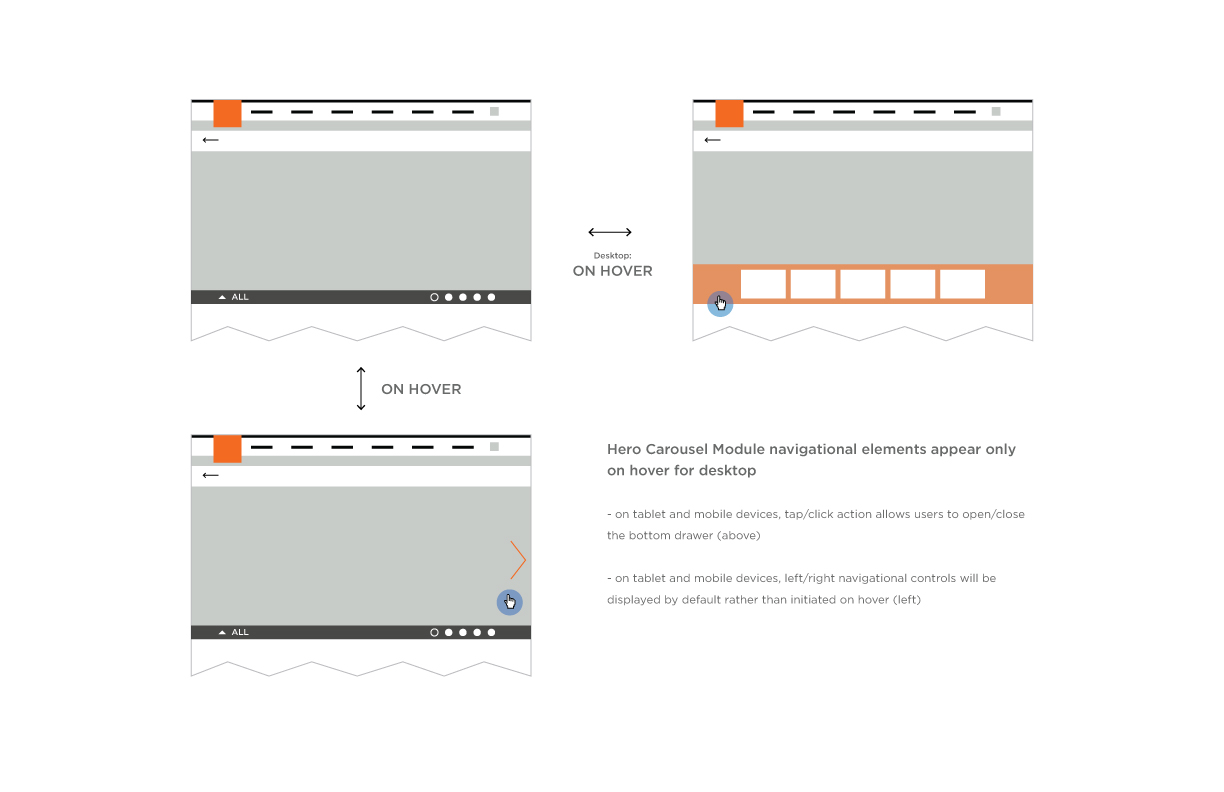 ALL
Desktop:
ON HOVER
ON HOVER
ALL
Hero Carousel Module navigational elements appear only
on hover for desktop
- on tablet and mobile devices, tap/click action allows users to open/close
the bottom drawer (above)
- on tablet and mobile devices, left/right navigational controls will be
displayed by default rather than initiated on hover (left)